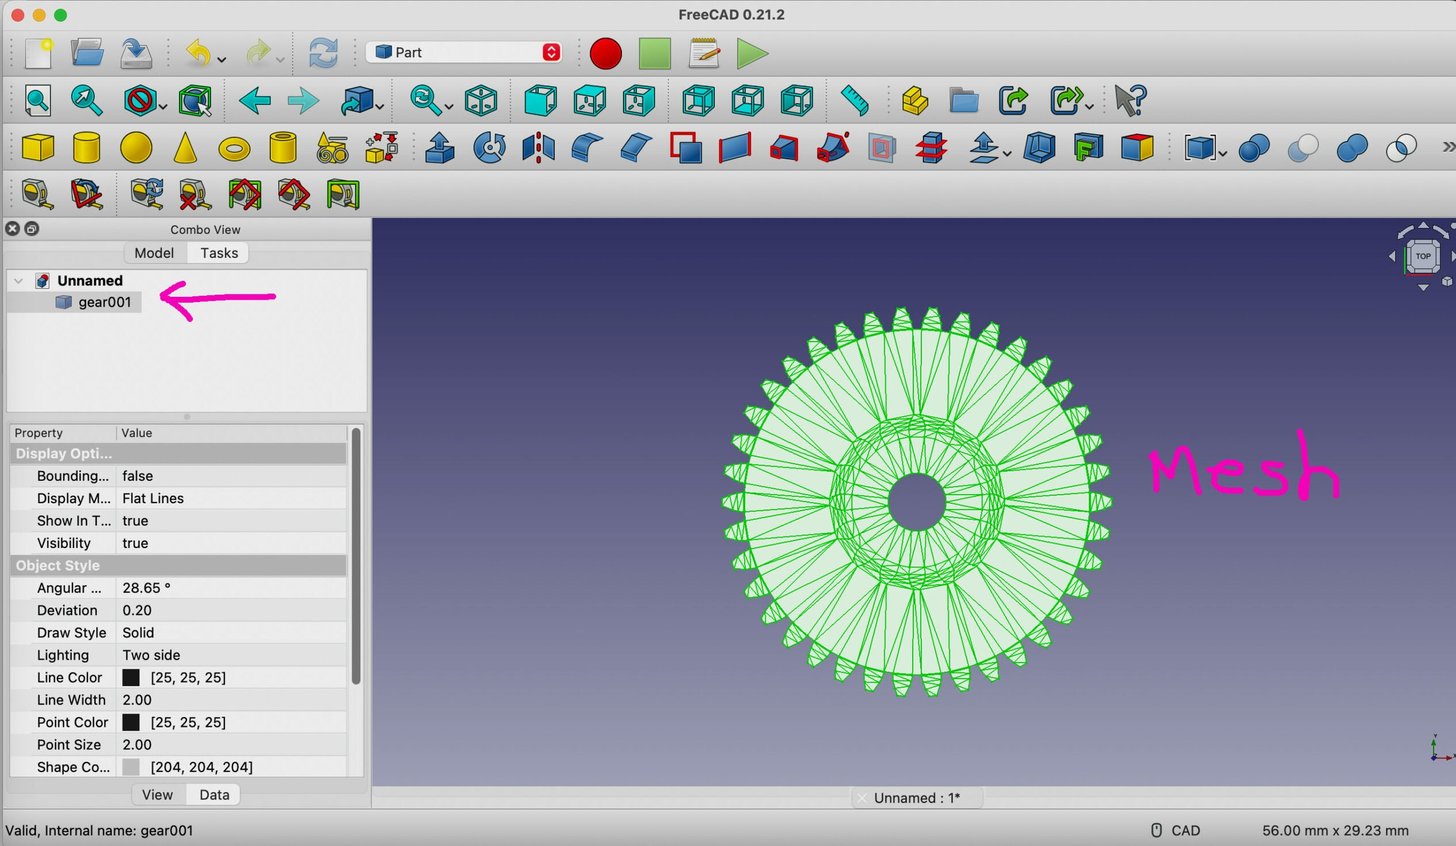 FreeCAD 0.21.2
Part
Combo View
Model Tasks
Unnamed
gear001
Property Value
Display Opti...
Bounding... false
Display M... Flat Lines
Show In T... true
Visibility true
Object Style
Angular ... 28.65 °
Deviation 0.20
Draw Style Solid
Lighting Two side
Line Color [25, 25, 25]
Line Width 2.00
Point Color [25, 25, 25]
Point Size 2.00
Shape Co... [204, 204, 204]
View Data
TOP
Mesh
Unnamed : 1*
Valid, Internal name: gear001
CAD
56.00 mm x 29.23 mm